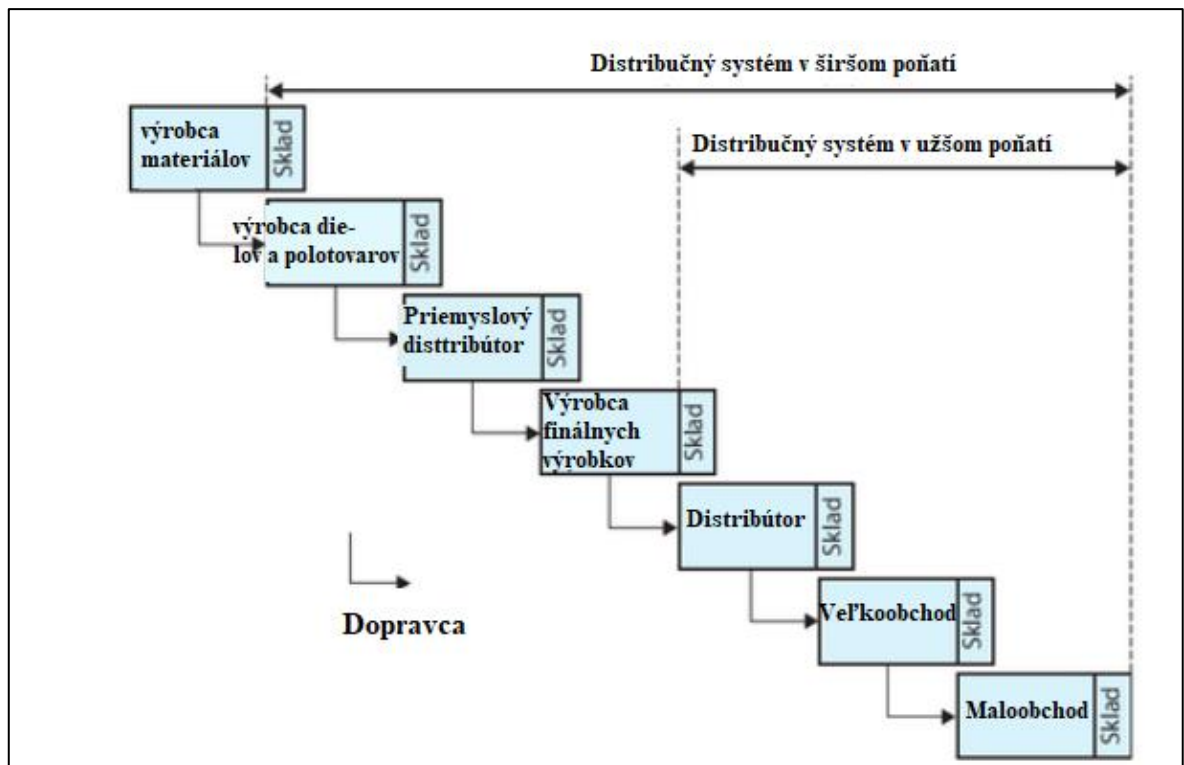 Distribučný systém v širšom poňatí
výrobca
materiálov
Sklad
Distribučný systém v užšom poňatí
výrobca die-
lov a polotovarov
Sklad
Priemyslový
disttribútor
Sklad
Výrobca
finálnych
výrobkov
Sklad
Distribútor
Sklad
Dopravca
Veľkoobchod
Sklad
Maloobchod
Sklad